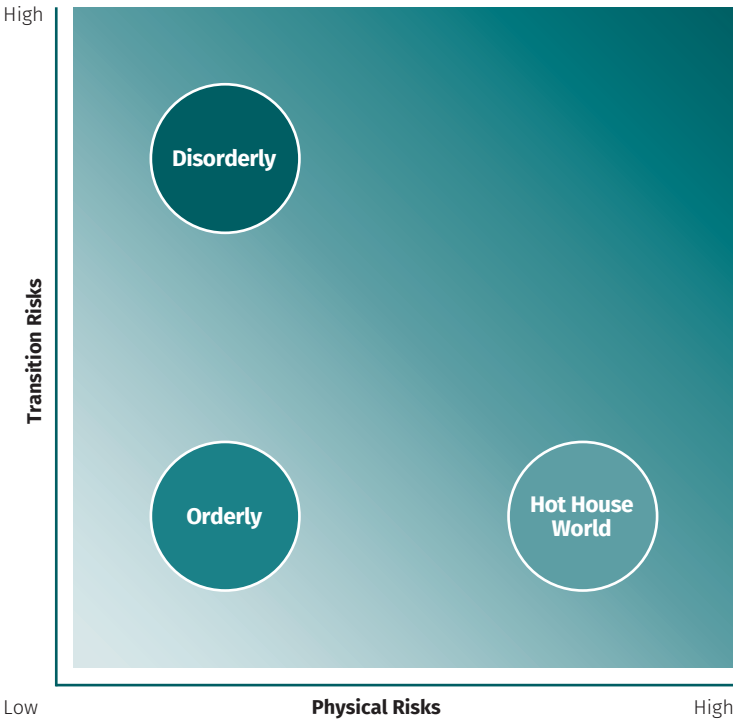 High
Disorderly
Transition Risks
Orderly
Hot House
World
Low
Physical Risks
High